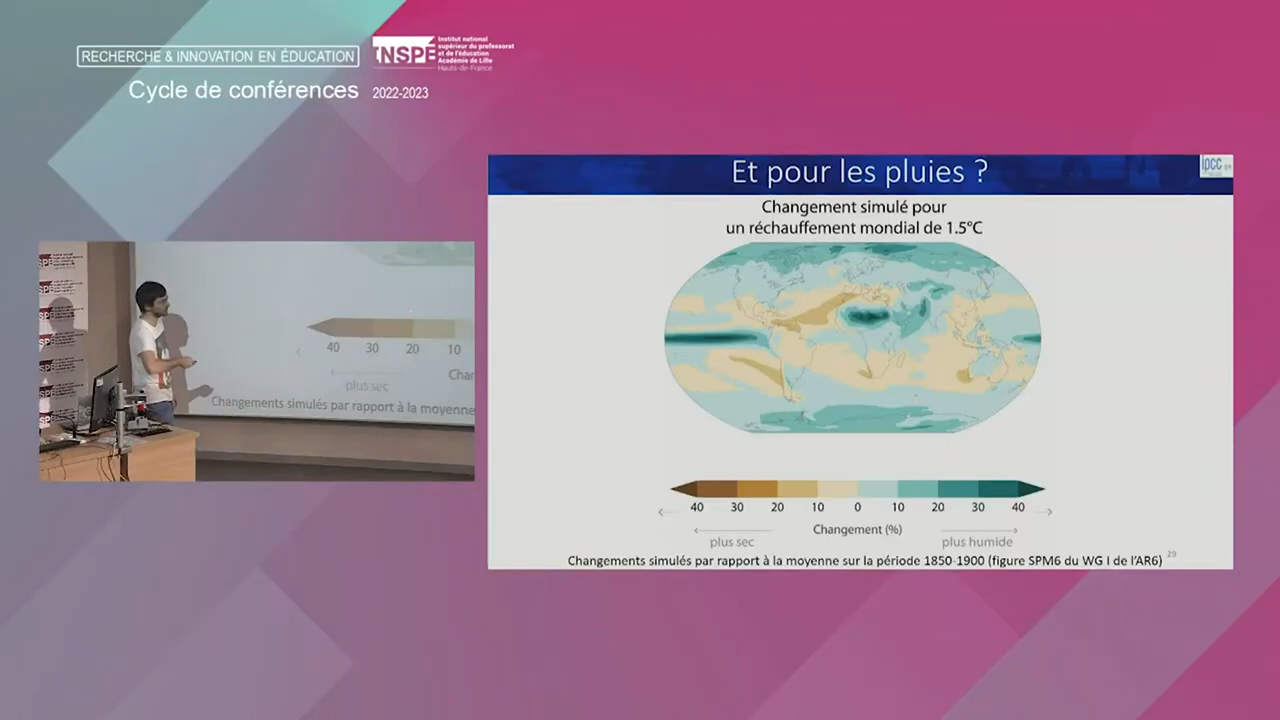 RECHERCHE & INNOVATION EN ÉDUCATION
INSPÉ
Institut national
supérieur du professorat
et de l'éducation
Académie de Lille
Hauts-de-France
Cycle de conférences 2022-2023
Et pour les pluies ?
ipcc
Changement simulé pour
un réchauffement mondial de 1.5°C
40 30 20 10 0 10 20 30 40
Changement (%)
plus sec
plus humide
Changements simulés par rapport à la moyenne sur la période 1850-1900 (figure SPM6 du WG I de l'AR6)
29
40 30 20 10
plus sec
Char
Changements simulés par rapport à la moyenne